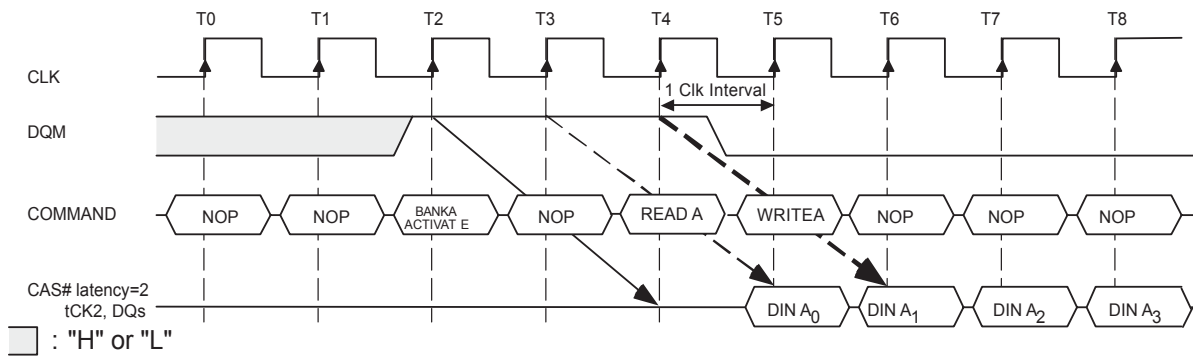 T0 T1 T2 T3 T4 T5 T6 T7 T8
CLK
1 Clk Interval
DQM
COMMAND NOP NOP BANKA ACTIVAT E NOP READ A WRITEA NOP NOP NOP
CAS# latency=2
tCK2, DQs DIN A0 DIN A1 DIN A2 DIN A3
: "H" or "L"